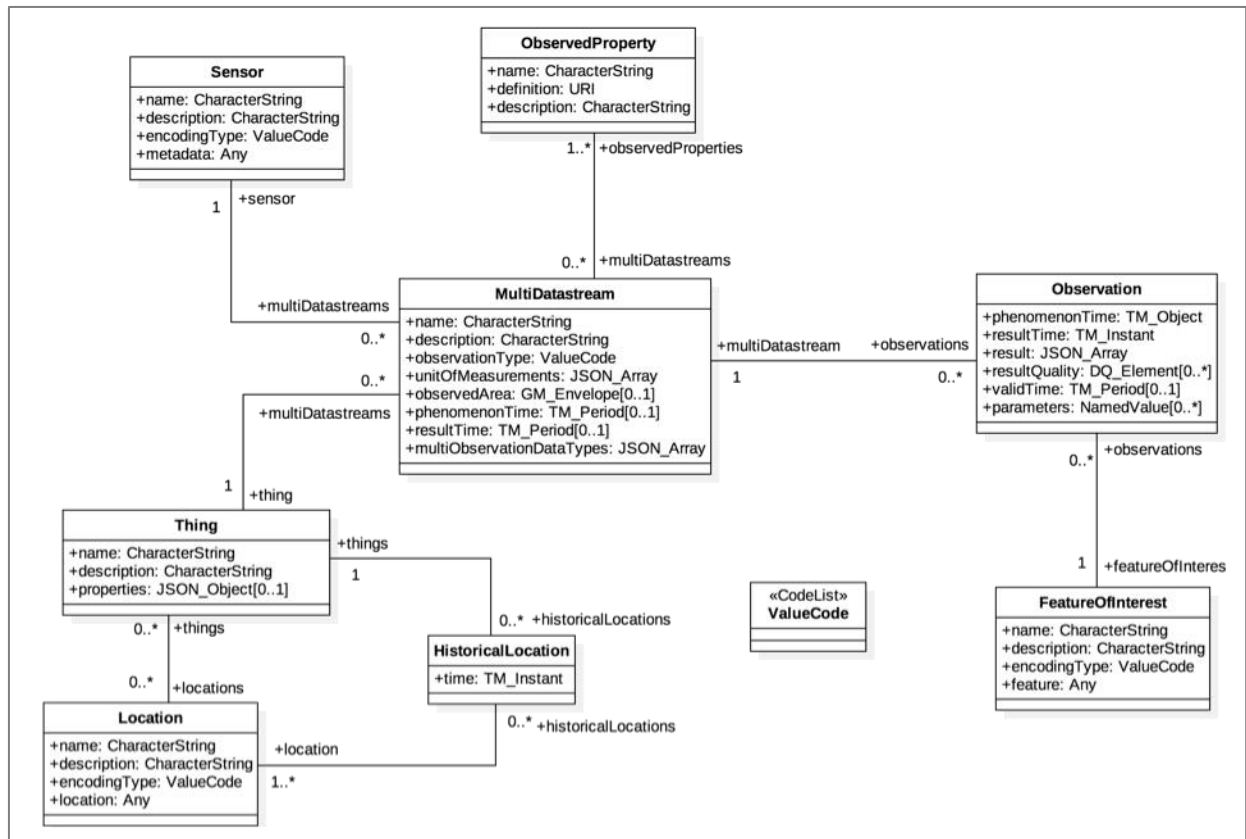 ObservedProperty
+name: CharacterString
+definition: URI
+description: CharacterString
Sensor
+name: CharacterString
+description: CharacterString
+encodingType: ValueCode
+metadata: Any
1..*
+observedProperties
1
+sensor
0..*
+multiDatastreams
+multiDatastreams
0..*
MultiDatastream
+name: CharacterString
+description: CharacterString
+observationType: ValueCode
+unitOfMeasurements: JSON_Array
+observedArea: GM_Envelope[0..1]
+phenomenonTime: TM_Period[0..1]
+resultTime: TM_Period[0..1]
+multiObservationDataTypes: JSON_Array
+multiDatastream
1
+observations
0..*
Observation
+phenomenonTime: TM_Object
+resultTime: TM_Instant
+result: JSON_Array
+resultQuality: DQ_Element[0..*]
+validTime: TM_Period[0..1]
+parameters: NamedValue[0..*]
0..*
+multiDatastreams
1
+thing
0..*
+observations
1
+featureOfInteres
Thing
+name: CharacterString
+description: CharacterString
+properties: JSON_Object[0..1]
+things
1
0..*
+historicalLocations
HistoricalLocation
+time: TM_Instant
0..*
+historicalLocations
«CodeList»
ValueCode
FeatureOfInterest
+name: CharacterString
+description: CharacterString
+encodingType: ValueCode
+feature: Any
0..*
+things
0..*
+locations
Location
+name: CharacterString
+description: CharacterString
+encodingType: ValueCode
+location: Any
+location
1..*